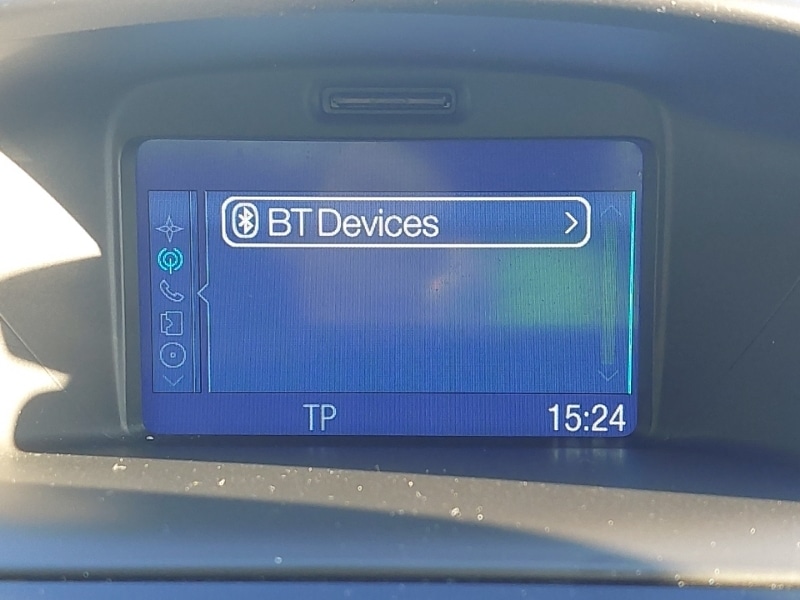 BT Devices
TP 15:24